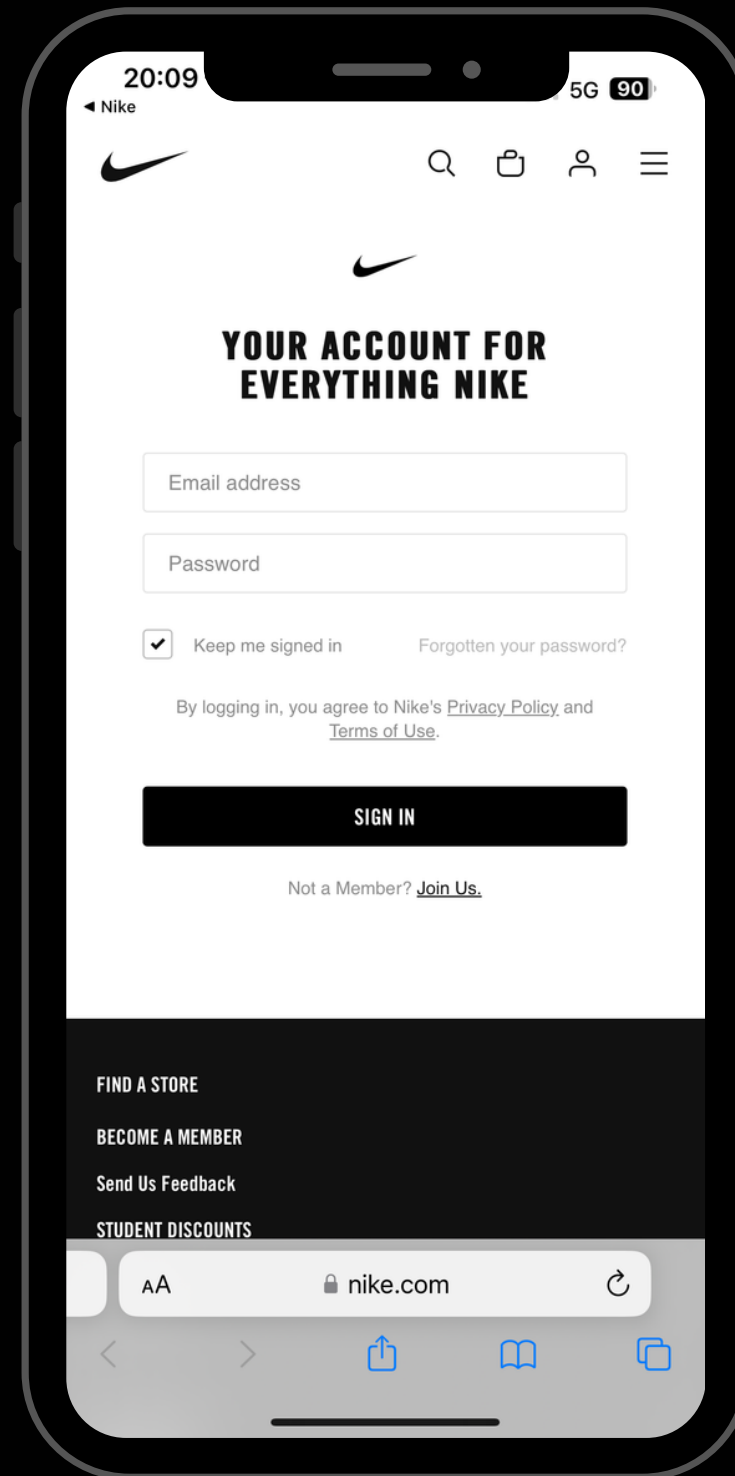 20:09
5G 90
◀ Nike
YOUR ACCOUNT FOR
EVERYTHING NIKE
Email address
Password
Keep me signed in
Forgotten your password?
By logging in, you agree to Nike's Privacy Policy and
Terms of Use.
SIGN IN
Not a Member? Join Us.
FIND A STORE
BECOME A MEMBER
Send Us Feedback
STUDENT DISCOUNTS
AA
nike.com